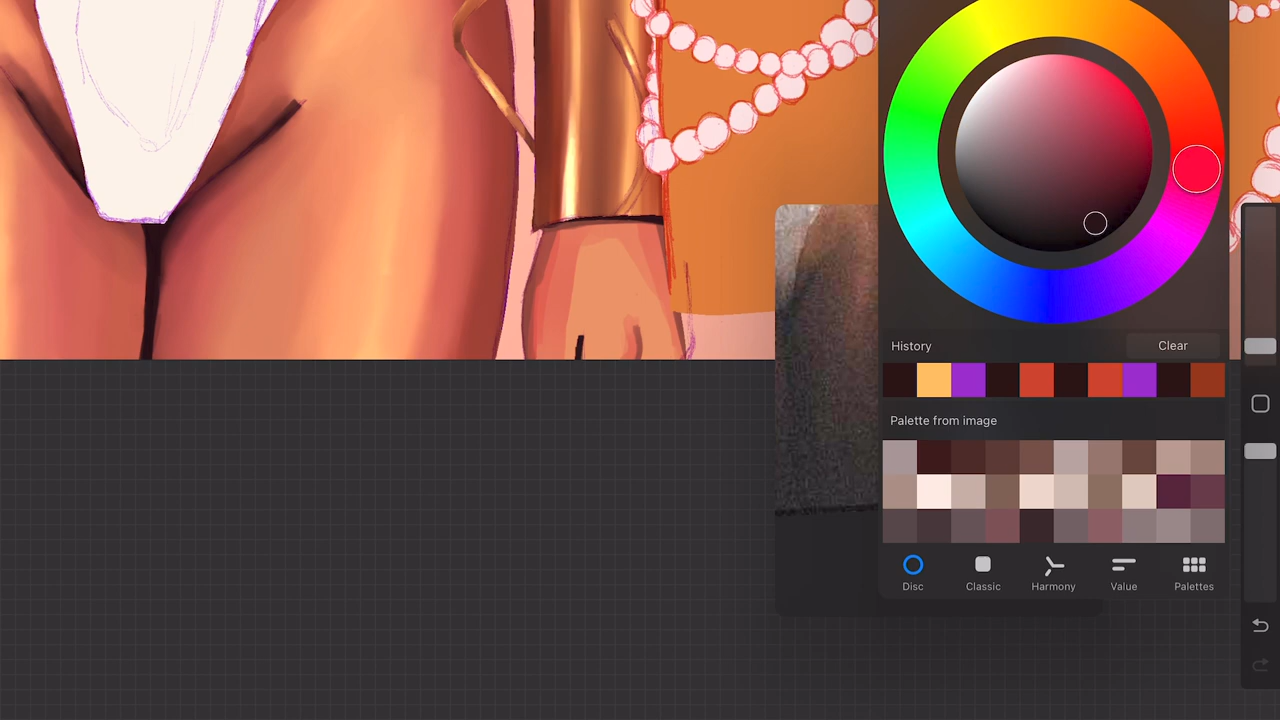 History
Clear
Palette from image
Disc
Classic
Harmony
Value
Palettes